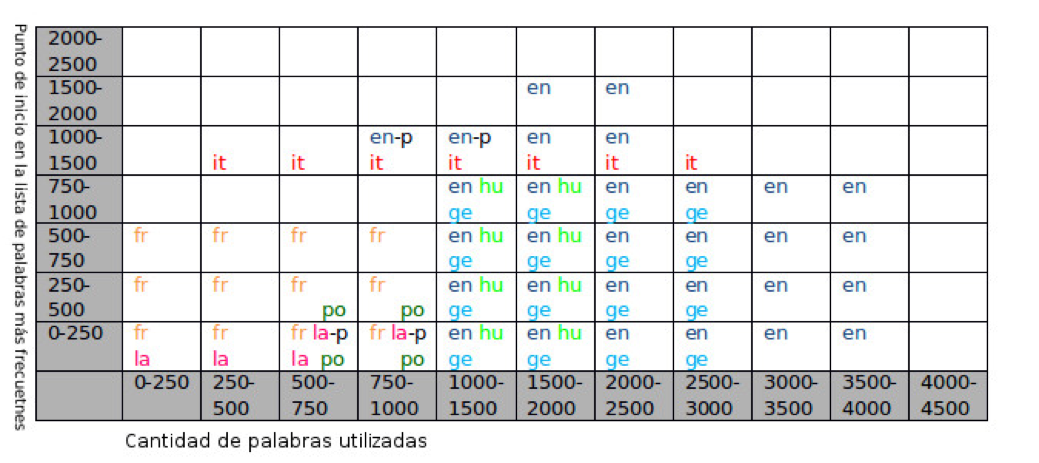 Punto de inicio en la lista de palabras más frecuetnes
2000-
2500
1500- en en
2000
1000- en-p en-p en en
1500 it it it it it it it
750- en hu en hu en en en en
1000 ge ge ge ge
500- fr fr fr fr en hu en hu en en en en
750 ge ge ge ge
250- fr fr fr fr en hu en hu en en en en
500 po po ge ge ge ge
0-250 fr fr fr la-p fr la-p en hu en hu en en en en
la la la po po ge ge ge ge
0-250 250- 500- 750- 1000- 1500- 2000- 2500- 3000- 3500- 4000-
500 750 1000 1500 2000 2500 3000 3500 4000 4500
Cantidad de palabras utilizadas